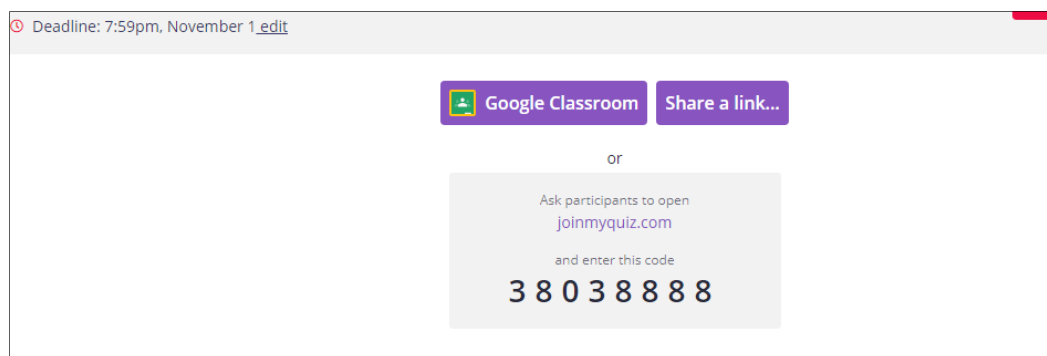 Deadline: 7:59pm, November 1 edit
Google Classroom
Share a link...
or
Ask participants to open
joinmyquiz.com
and enter this code
38038888